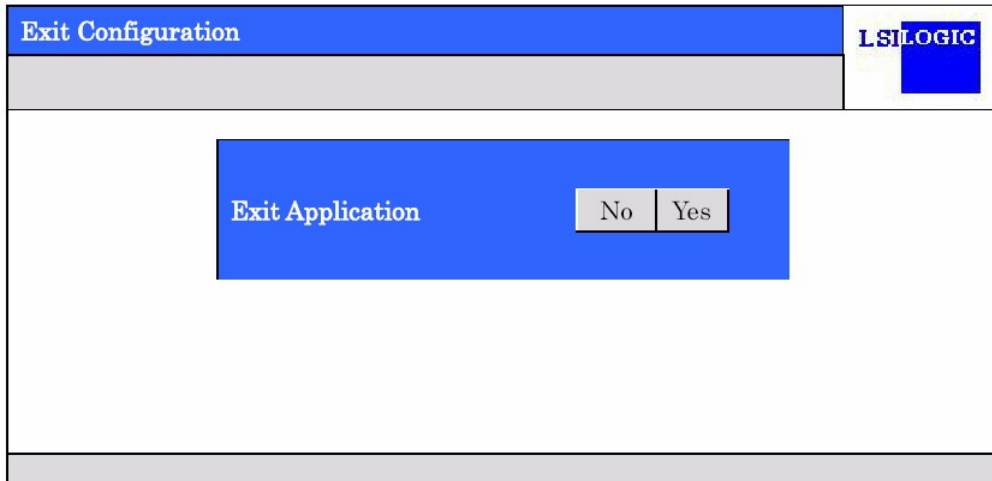 Exit Configuration
LSILOGIC
Exit Application
No
Yes